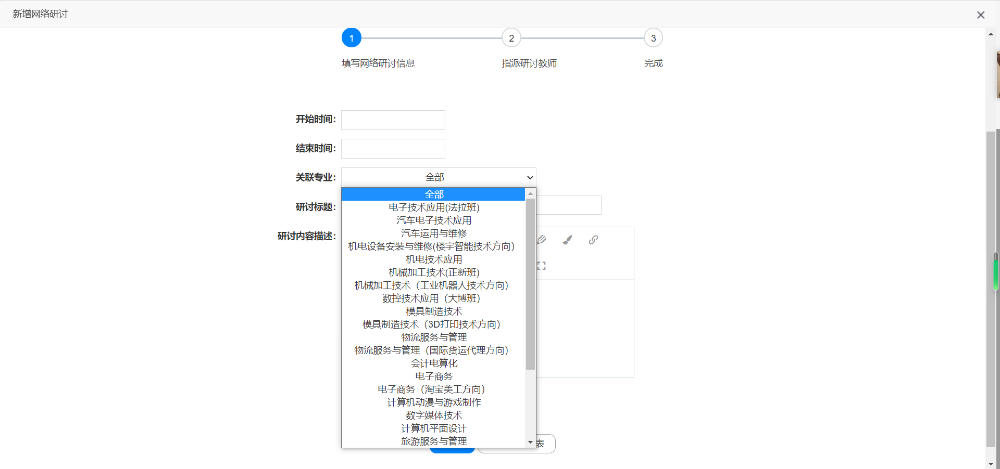 新增网络研讨
1
2
3
填写网络研讨信息
指派研讨教师
完成
开始时间：
结束时间：
关联专业：
全部
全部
电子技术应用(法拉班)
汽车电子技术应用
汽车运用与维修
机电设备安装与维修(楼宇智能技术方向）
机电技术应用
机械加工技术(正新班)
机械加工技术（工业机器人技术方向）
数控技术应用（大博班）
模具制造技术
模具制造技术（3D打印技术方向）
物流服务与管理
物流服务与管理（国际货运代理方向）
会计电算化
电子商务
电子商务（淘宝美工方向）
计算机动漫与游戏制作
数字媒体技术
计算机平面设计
旅游服务与管理
研讨标题：
研讨内容描述：
表